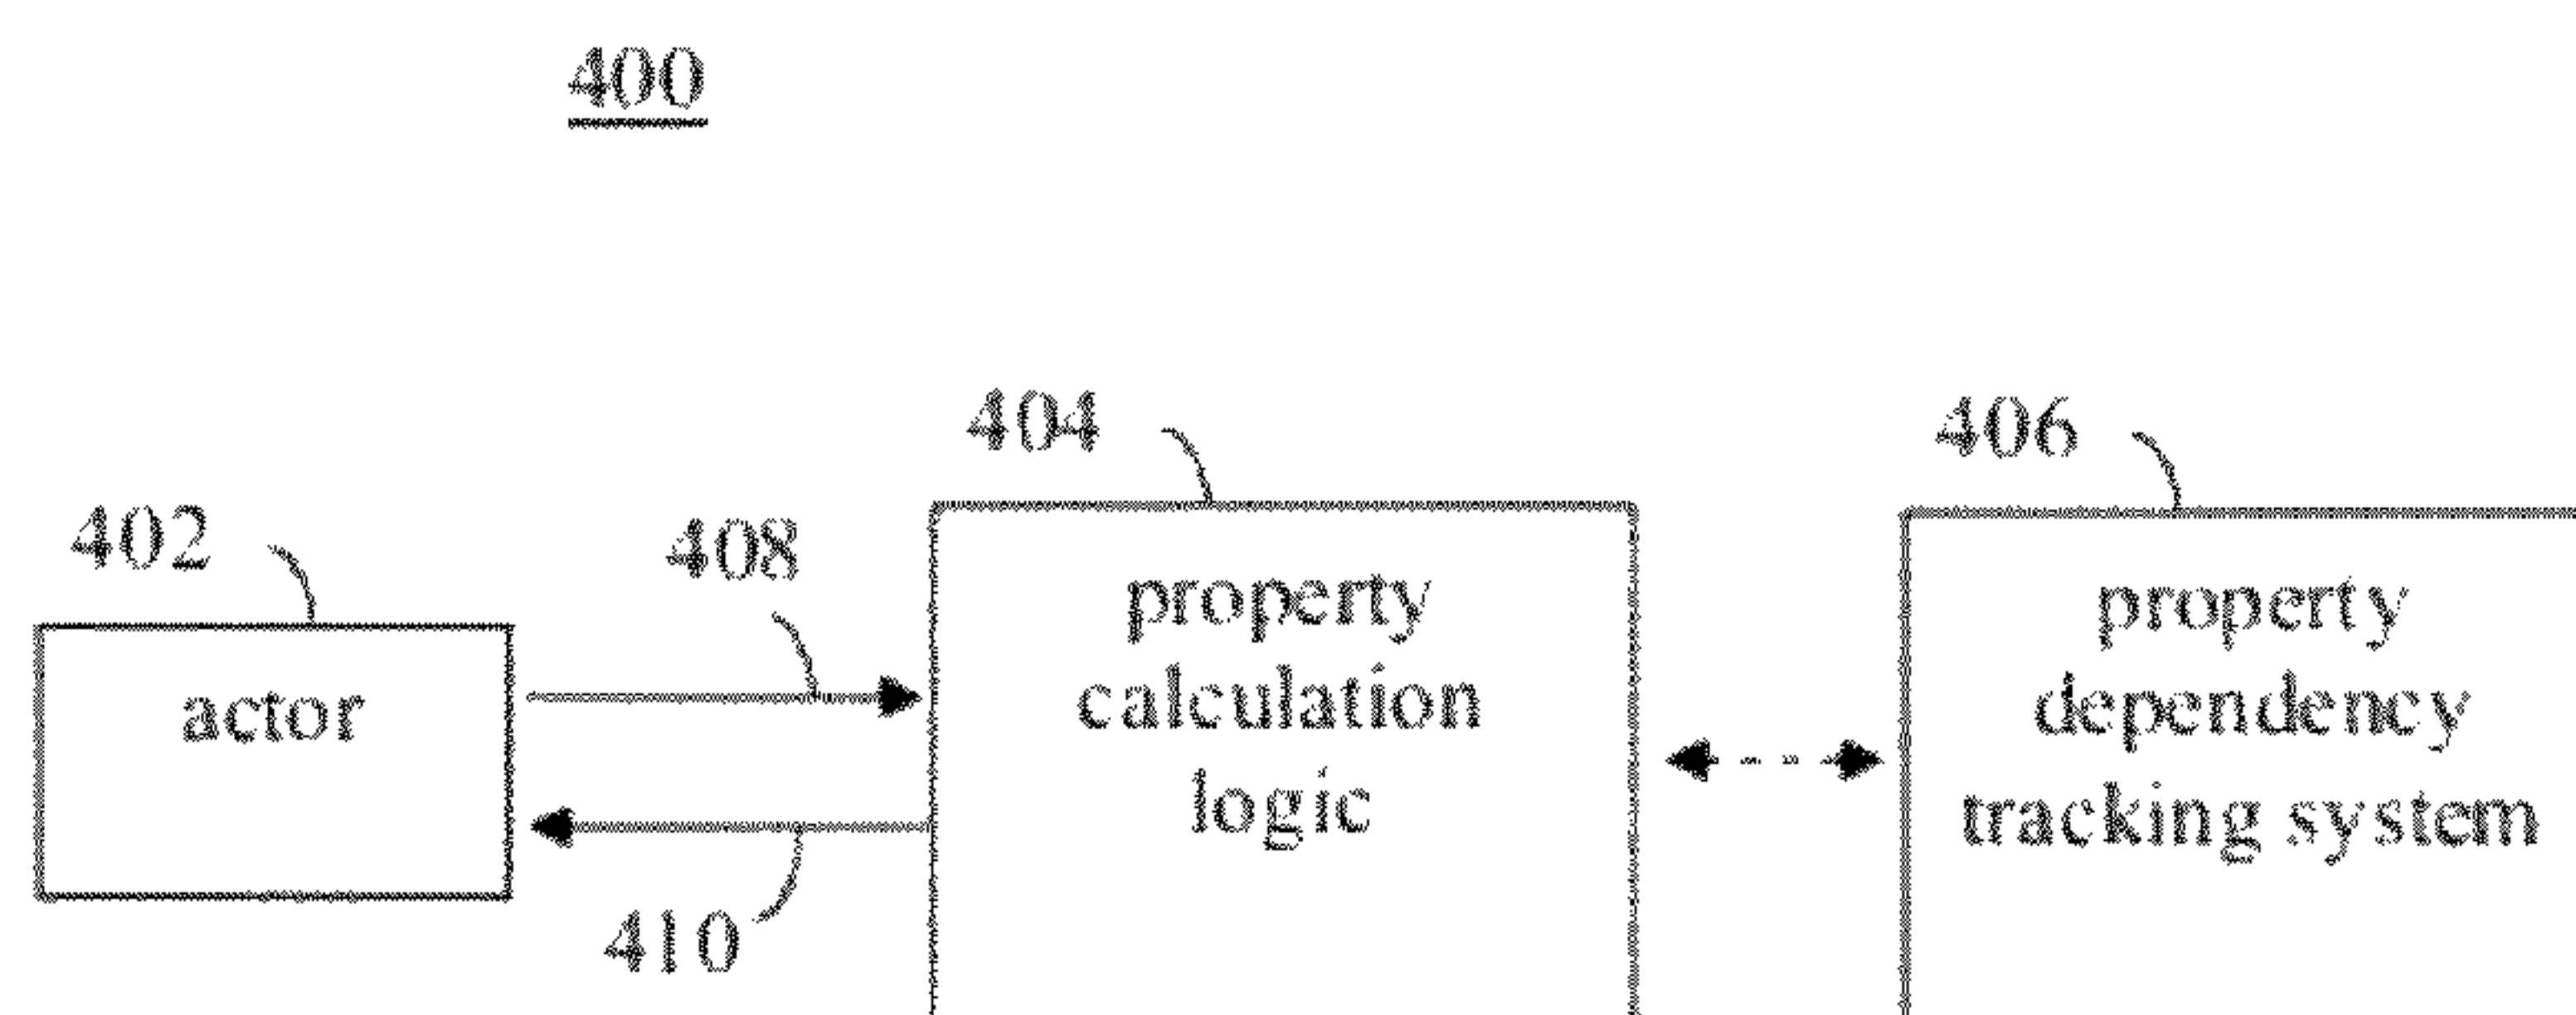 400
404
406
402
408
property
calculation
logic
property
dependency
tracking system
actor
410